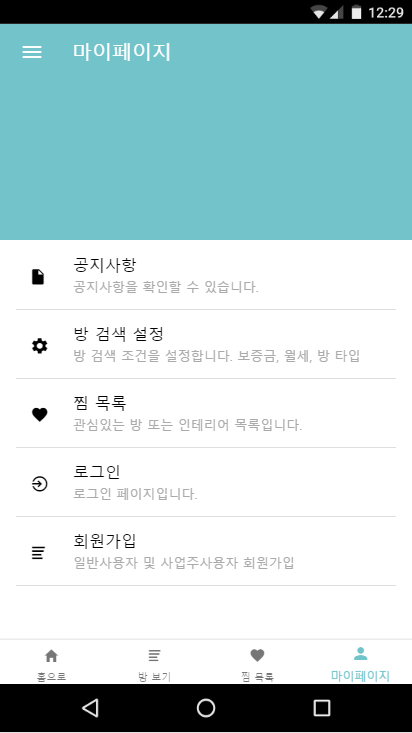 12:29
마이페이지
공지사항
공지사항을 확인할 수 있습니다.
방 검색 설정
방 검색 조건을 설정합니다. 보증금, 월세, 방 타입
찜 목록
관심있는 방 또는 인테리어 목록입니다.
로그인
로그인 페이지입니다.
회원가입
일반사용자 및 사업주사용자 회원가입
홈으로 방 보기 찜 목록 마이페이지